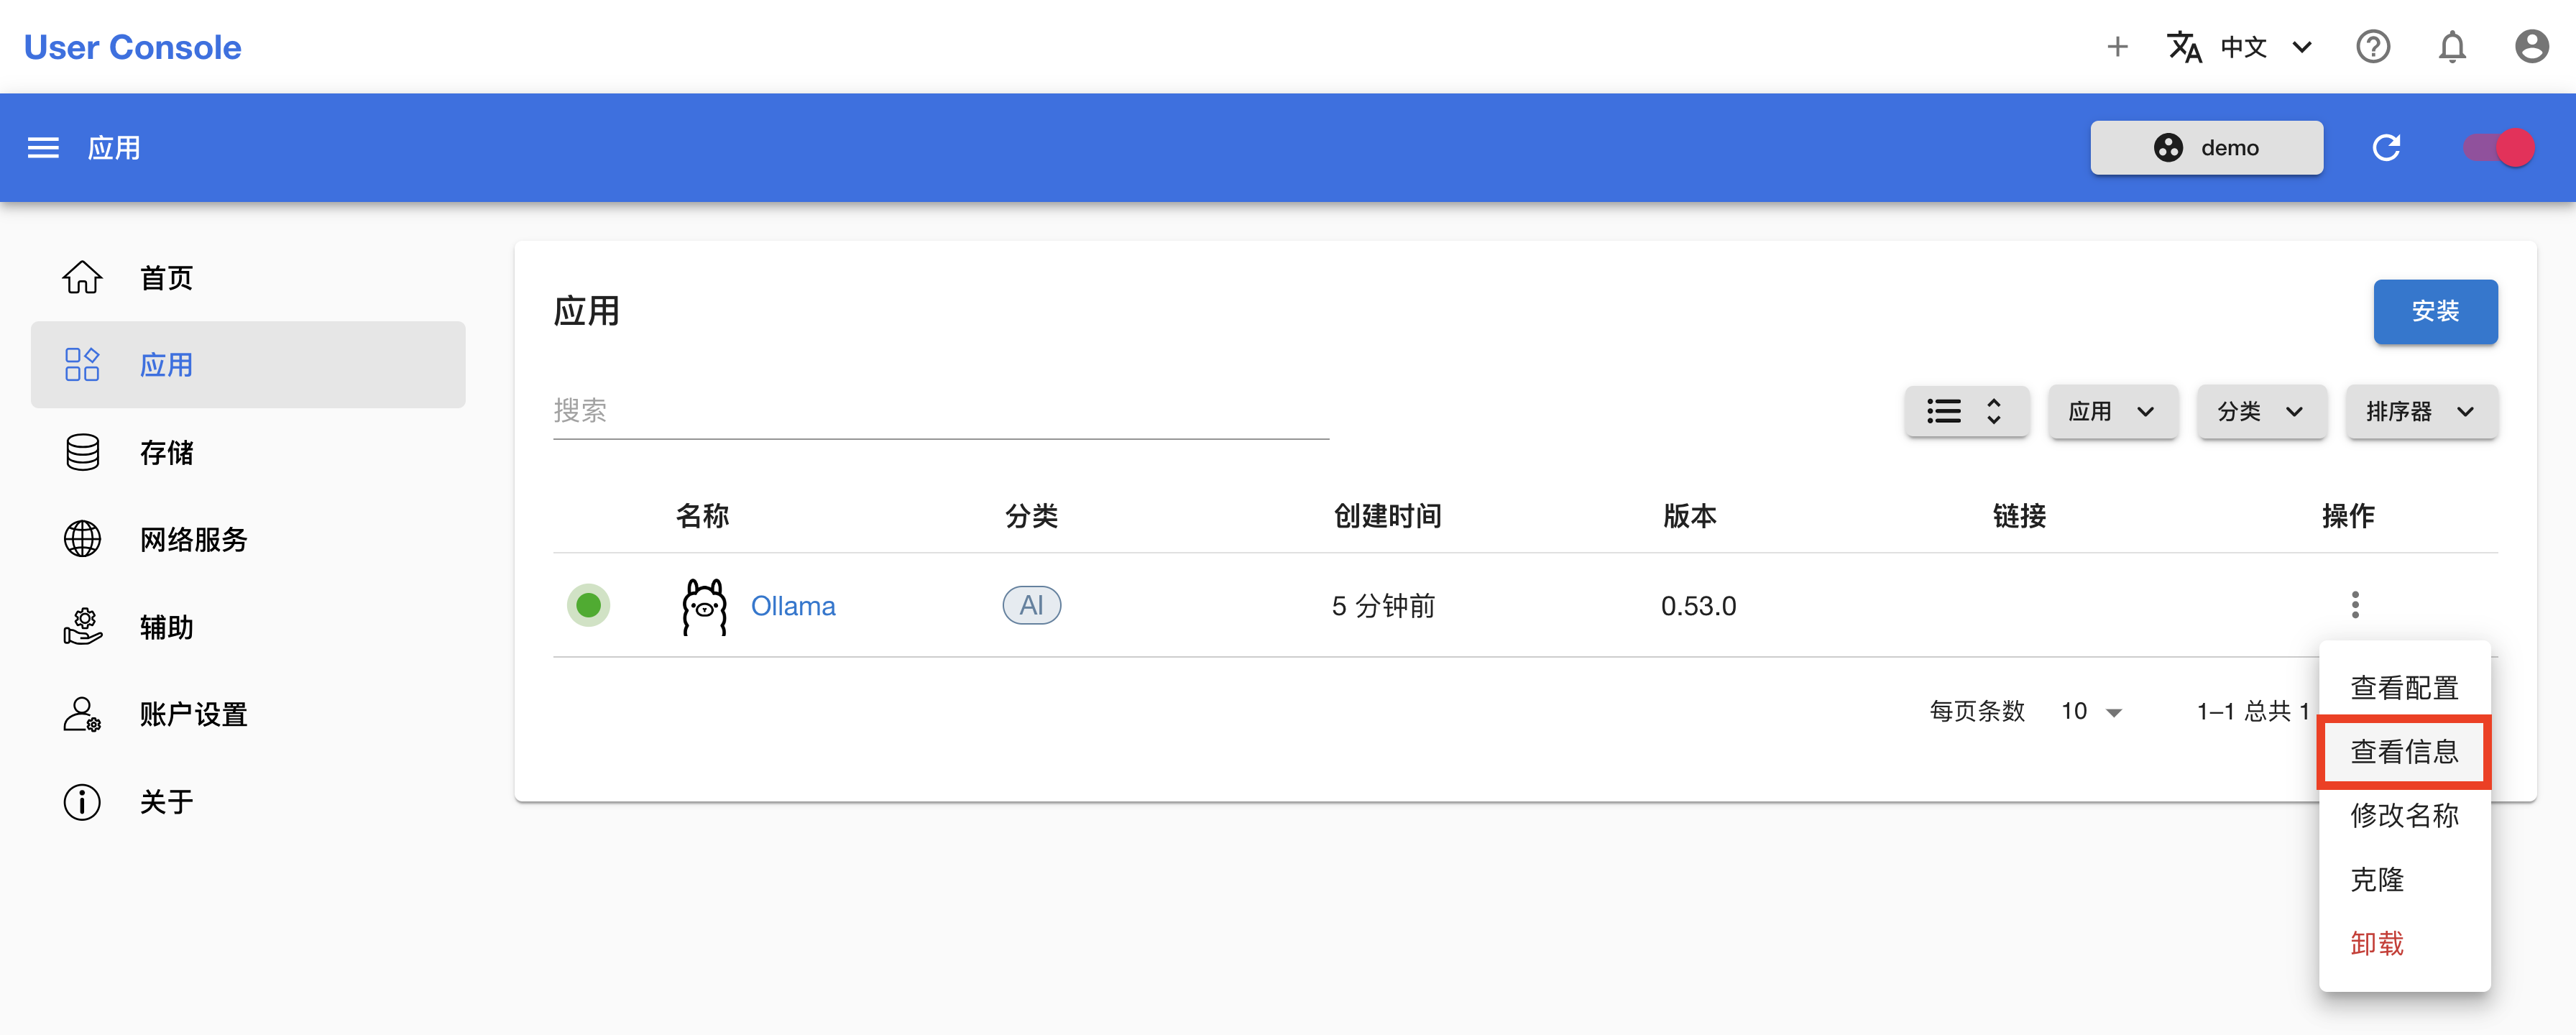 User Console
中文
应用
demo
首页
应用
存储
网络服务
辅助
账户设置
关于
应用
安装
搜索
应用
分类
排序器
名称 分类 创建时间 版本 链接 操作
Ollama AI 5 分钟前 0.53.0
每页条数 10 1–1 总共 1
查看配置
查看信息
修改名称
克隆
卸载